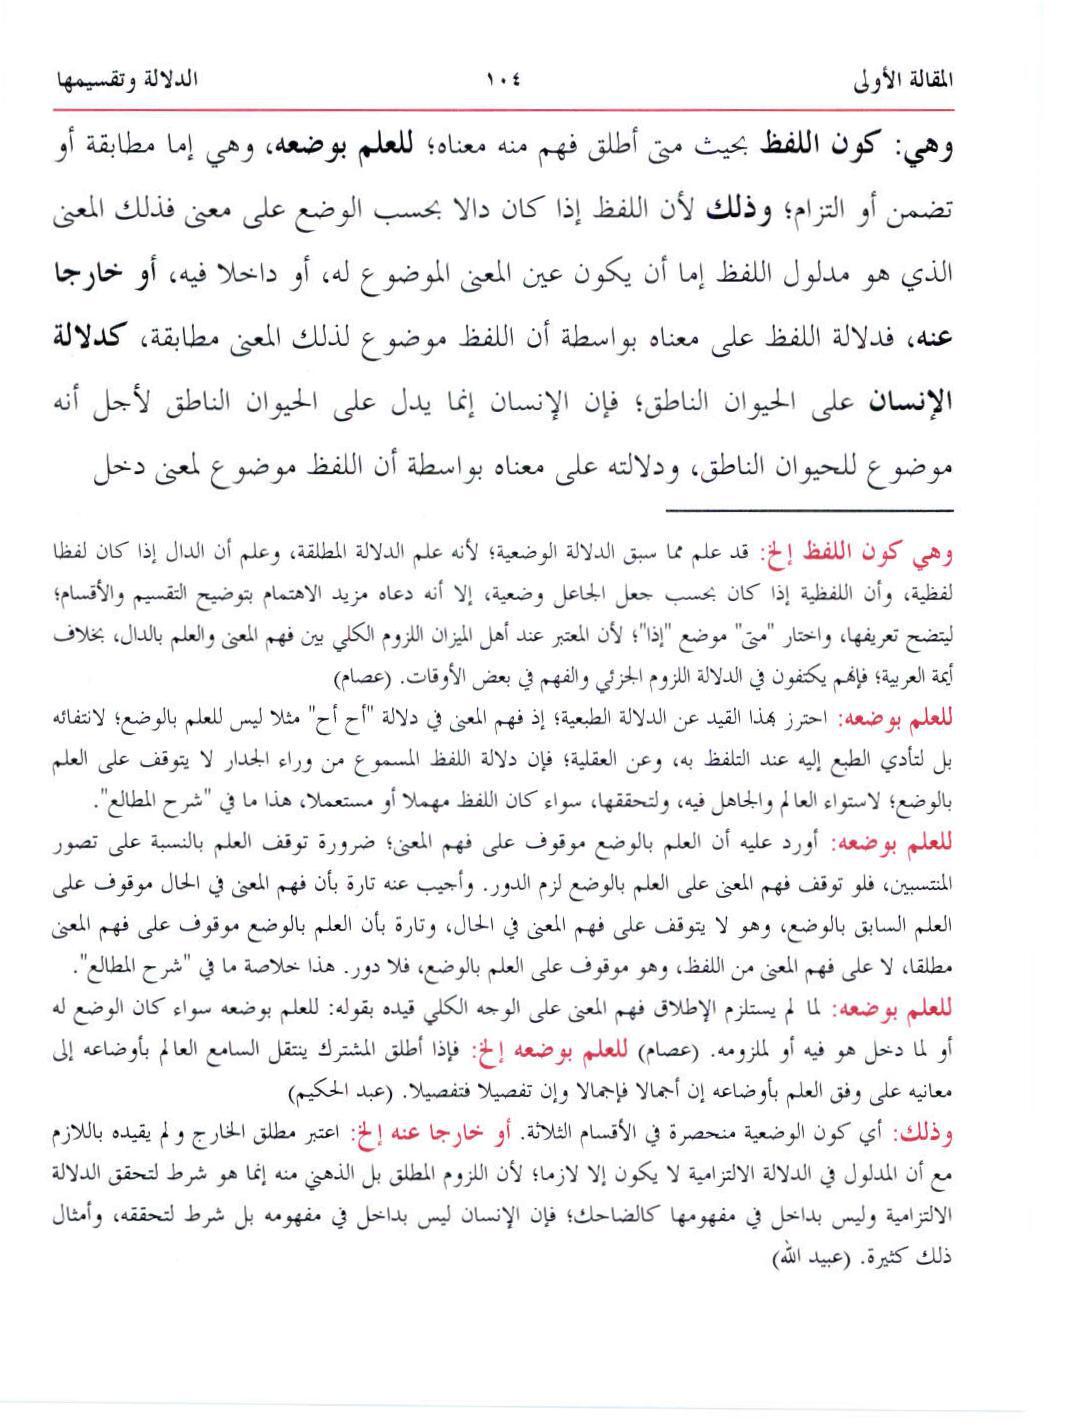 المقالة الأولى ١٠٤ الدلالة وتقسيمها
وهي: كون اللفظ بحيث متى أطلق فهم منه معناه؛ للعلم بوضعه، وهي إما مطابقة أو
تضمن أو التزام؛ وذلك لأن اللفظ إذا كان دالا بحسب الوضع على معنى فذلك المعنى
الذي هو مدلول اللفظ إما أن يكون عين المعنى الموضوع له، أو داخلا فيه، أو خارجا
عنه، فدلالة اللفظ على معناه بواسطة أن اللفظ موضوع لذلك المعنى مطابقة، كدلالة
الإنسان على الحيوان الناطق؛ فإن الإنسان إنما يدل على الحيوان الناطق لأجل أنه
موضوع للحيوان الناطق، ودلالته على معناه بواسطة أن اللفظ موضوع لمعنى دخل
وهي كون اللفظ إلخ: قد علم مما سبق الدلالة الوضعية؛ لأنه علم الدلالة المطلقة، وعلم أن الدال إذا كان لفظا
لفظية، وأن اللفظية إذا كان بحسب جعل الجاعل وضعية، إلا أنه دعاه مزيد الاهتمام بتوضيح التقسيم والأقسام؛
ليتضح تعريفها، واختار "متى" موضع "إذا"؛ لأن المعتبر عند أهل الميزان اللزوم الكلي بين فهم المعنى والعلم بالدال، بخلاف
أيمة العربية؛ فإنهم يكتفون في الدلالة اللزوم الجزئي والفهم في بعض الأوقات. (عصام)
للعلم بوضعه: احترز بهذا القيد عن الدلالة الطبعية؛ إذ فهم المعنى في دلالة "أح أح" مثلا ليس للعلم بالوضع؛ لانتفائه
بل لتأدي الطبع إليه عند التلفظ به، وعن العقلية؛ فإن دلالة اللفظ المسموع من وراء الجدار لا يتوقف على العلم
بالوضع؛ لاستواء العالم والجاهل فيه، ولتحققها، سواء كان اللفظ مهملا أو مستعملا، هذا ما في "شرح المطالع".
للعلم بوضعه: أورد عليه أن العلم بالوضع موقوف على فهم المعنى؛ ضرورة توقف العلم بالنسبة على تصور
المنتسبين، فلو توقف فهم المعنى على العلم بالوضع لزم الدور. وأجيب عنه تارة بأن فهم المعنى في الحال موقوف على
العلم السابق بالوضع، وهو لا يتوقف على فهم المعنى في الحال، وتارة بأن العلم بالوضع موقوف على فهم المعنى
مطلقا، لا على فهم المعنى من اللفظ، وهو موقوف على العلم بالوضع، فلا دور. هذا خلاصة ما في "شرح المطالع".
للعلم بوضعه: لما لم يستلزم الإطلاق فهم المعنى على الوجه الكلي قيده بقوله: للعلم بوضعه سواء كان الوضع له
أو لما دخل هو فيه أو لملزومه. (عصام) للعلم بوضعه إلخ: فإذا أطلق المشترك ينتقل السامع العالم بأوضاعه إلى
معانيه على وفق العلم بأوضاعه إن أجمالا فإجمالا وإن تفصيلا فتفصيلا. (عبد الحكيم)
وذلك: أي كون الوضعية منحصرة في الأقسام الثلاثة. أو خارجا عنه إلخ: اعتبر مطلق الخارج ولم يقيده باللازم
مع أن المدلول في الدلالة الالتزامية لا يكون إلا لازما؛ لأن اللزوم المطلق بل الذهني منه إنما هو شرط لتحقق الدلالة
الالتزامية وليس بداخل في مفهومها كالضاحك؛ فإن الإنسان ليس بداخل في مفهومه بل شرط لتحققه، وأمثال
ذلك كثيرة. (عبيد الله)